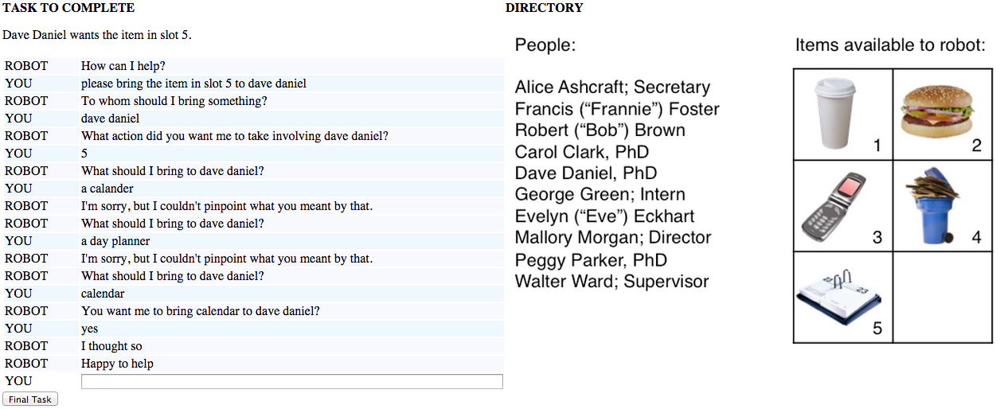 TASK TO COMPLETE
Dave Daniel wants the item in slot 5.
ROBOT How can I help?
YOU please bring the item in slot 5 to dave daniel
ROBOT To whom should I bring something?
YOU dave daniel
ROBOT What action did you want me to take involving dave daniel?
YOU 5
ROBOT What should I bring to dave daniel?
YOU a calander
ROBOT I'm sorry, but I couldn't pinpoint what you meant by that.
ROBOT What should I bring to dave daniel?
YOU a day planner
ROBOT I'm sorry, but I couldn't pinpoint what you meant by that.
ROBOT What should I bring to dave daniel?
YOU calendar
ROBOT You want me to bring calendar to dave daniel?
YOU yes
ROBOT I thought so
ROBOT Happy to help
YOU
Final Task
DIRECTORY
People:
Alice Ashcraft; Secretary
Francis (“Frannie”) Foster
Robert (“Bob”) Brown
Carol Clark, PhD
Dave Daniel, PhD
George Green; Intern
Evelyn (“Eve”) Eckhart
Mallory Morgan; Director
Peggy Parker, PhD
Walter Ward; Supervisor
Items available to robot:
1
2
3
4
22 23
5